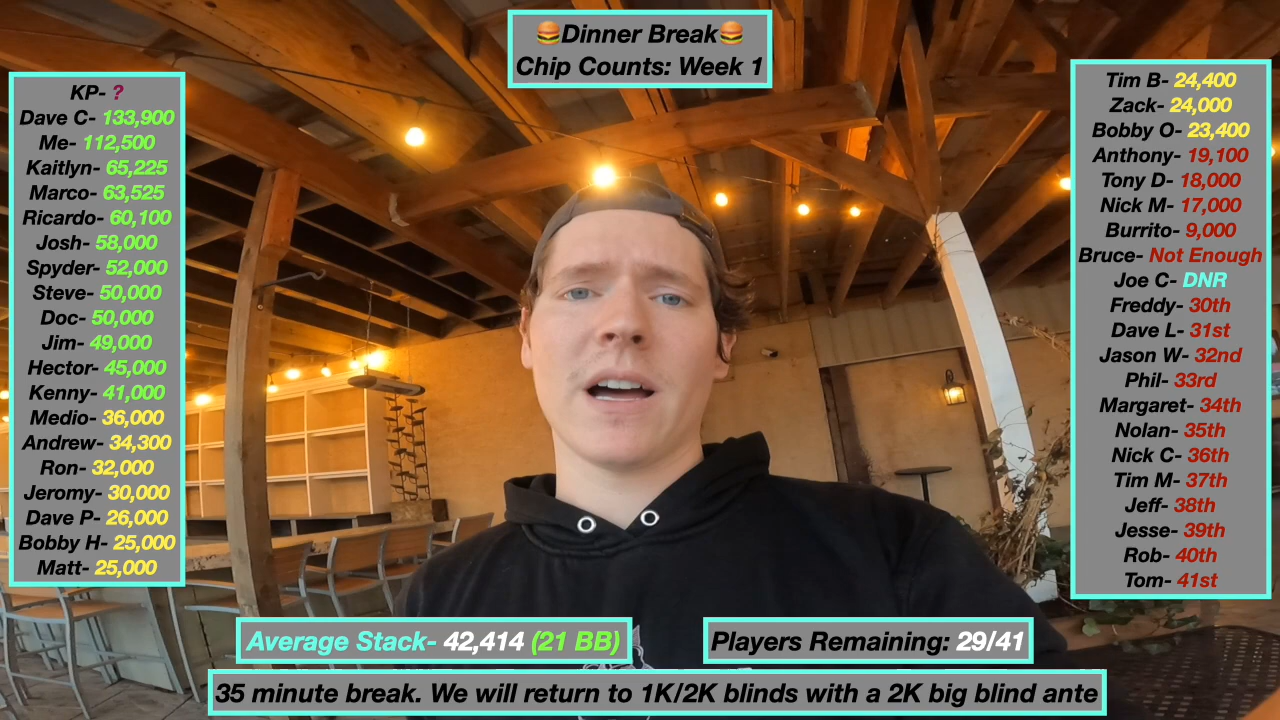 🍔Dinner Break🍔
Chip Counts: Week 1
KP- ?
Dave C- 133,900
Me- 112,500
Kaitlyn- 65,225
Marco- 63,525
Ricardo- 60,100
Josh- 58,000
Spyder- 52,000
Steve- 50,000
Doc- 50,000
Jim- 49,000
Hector- 45,000
Kenny- 41,000
Medio- 36,000
Andrew- 34,300
Ron- 32,000
Jeromy- 30,000
Dave P- 26,000
Bobby H- 25,000
Matt- 25,000
Tim B- 24,400
Zack- 24,000
Bobby O- 23,400
Anthony- 19,100
Tony D- 18,000
Nick M- 17,000
Burrito- 9,000
Bruce- Not Enough
Joe C- DNR
Freddy- 30th
Dave L- 31st
Jason W- 32nd
Phil- 33rd
Margaret- 34th
Nolan- 35th
Nick C- 36th
Tim M- 37th
Jeff- 38th
Jesse- 39th
Rob- 40th
Tom- 41st
Average Stack- 42,414 (21 BB)
Players Remaining: 29/41
35 minute break. We will return to 1K/2K blinds with a 2K big blind ante